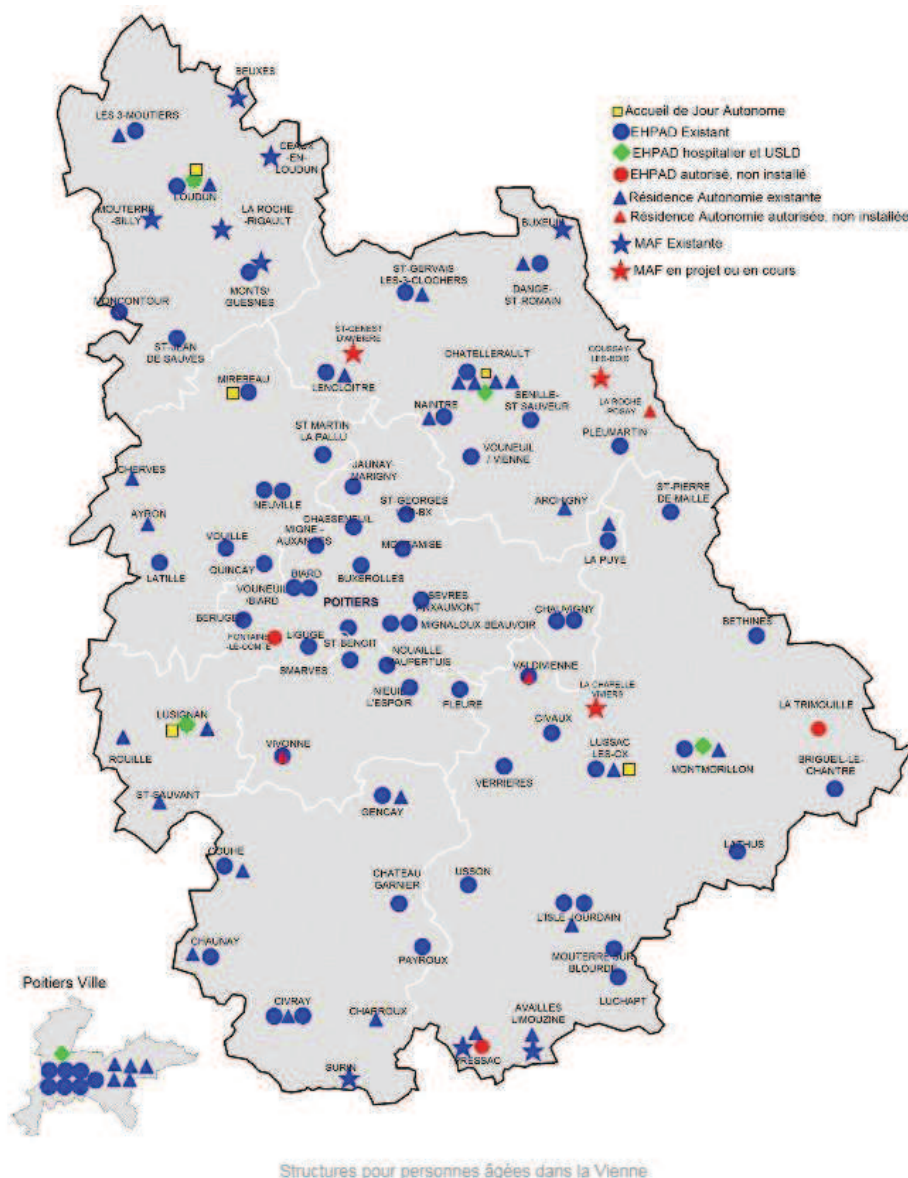 BEUXES
LES 3-MOUTIERS
Accueil de Jour Autonome
EHPAD Existant
EHPAD hospitalier et USLD
EHPAD autorisé, non installé
Résidence Autonomie existante
Résidence Autonomie autorisée, non installée
MAF Existante
MAF en projet ou en cours
CEAUX
-EN-
LOUDUN
LOUDUN
MOUTERRE
-SILLY
LA ROCHE
-RIGAULT
BUXEUIL
MONTS/
GUESNES
ST-GERVAIS
LES-3-CLOCHERS
DANGE-
ST-ROMAIN
MONCONTOUR
ST-JEAN
DE SAUVES
ST-GENEST
D'AMBIERE
CHATELLERAULT
COUSSAY-
LES-BOIS
MIREBEAU
LENCLOITRE
SENILLE-
ST SAUVEUR
LA ROCHE
-POSAY
NAINTRE
PLEUMARTIN
ST MARTIN
LA PALLU
VOUNEUIL
/ VIENNE
JAUNAY-
MARIGNY
CHERVES
ST-PIERRE
DE MAILLE
NEUVILLE
ST-GEORGES
LES-BX
ARCHIGNY
AYRON
CHASSENEUIL
MIGNE-
AUXANCES
VOUILLE
MONTAMISE
LATILLE
QUINCAY
BUXEROLLES
LA PUYE
VOUNEUIL
/BIARD
BIARD
POITIERS
SEVRES
ANXAUMONT
CHAUVIGNY
BETHINES
BERUGES
MIGNALOUX-BEAUVOIR
FONTAINE
-LE-COMTE
LIGUGE
ST-BENOIT
SMARVES
NOUAILLE
MAUPERTUIS
VALDIVIENNE
LA CHAPELLE
VIVIERS
NIEUIL
L'ESPOIR
FLEURE
LA TRIMOUILLE
LUSIGNAN
CIVAUX
ROUILLE
VIVONNE
LUSSAC
LES-CX
MONTMORILLON
BRIGUEIL-LE-
CHANTRE
VERRIERES
ST-SAUVANT
GENCAY
COUHE
LATHUS
CHATEAU
GARNIER
USSON
L'ISLE-JOURDAIN
CHAUNAY
PAYROUX
MOUTERRE-SUR
BLOURDE
LUCHAPT
Poitiers Ville
CIVRAY
CHARROUX
AVAILLES
LIMOUZINE
PRESSAC
SURIN
Structures pour personnes âgées dans la Vienne